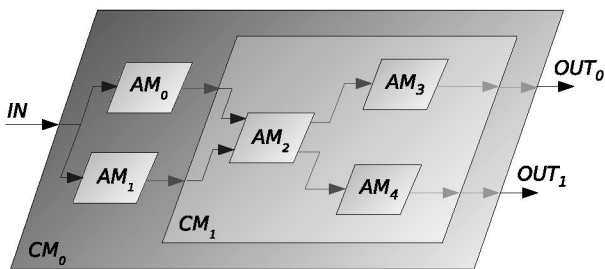 IN
AM₀
AM₁
AM₂
AM₃
AM₄
OUT₀
OUT₁
CM₀
CM₁